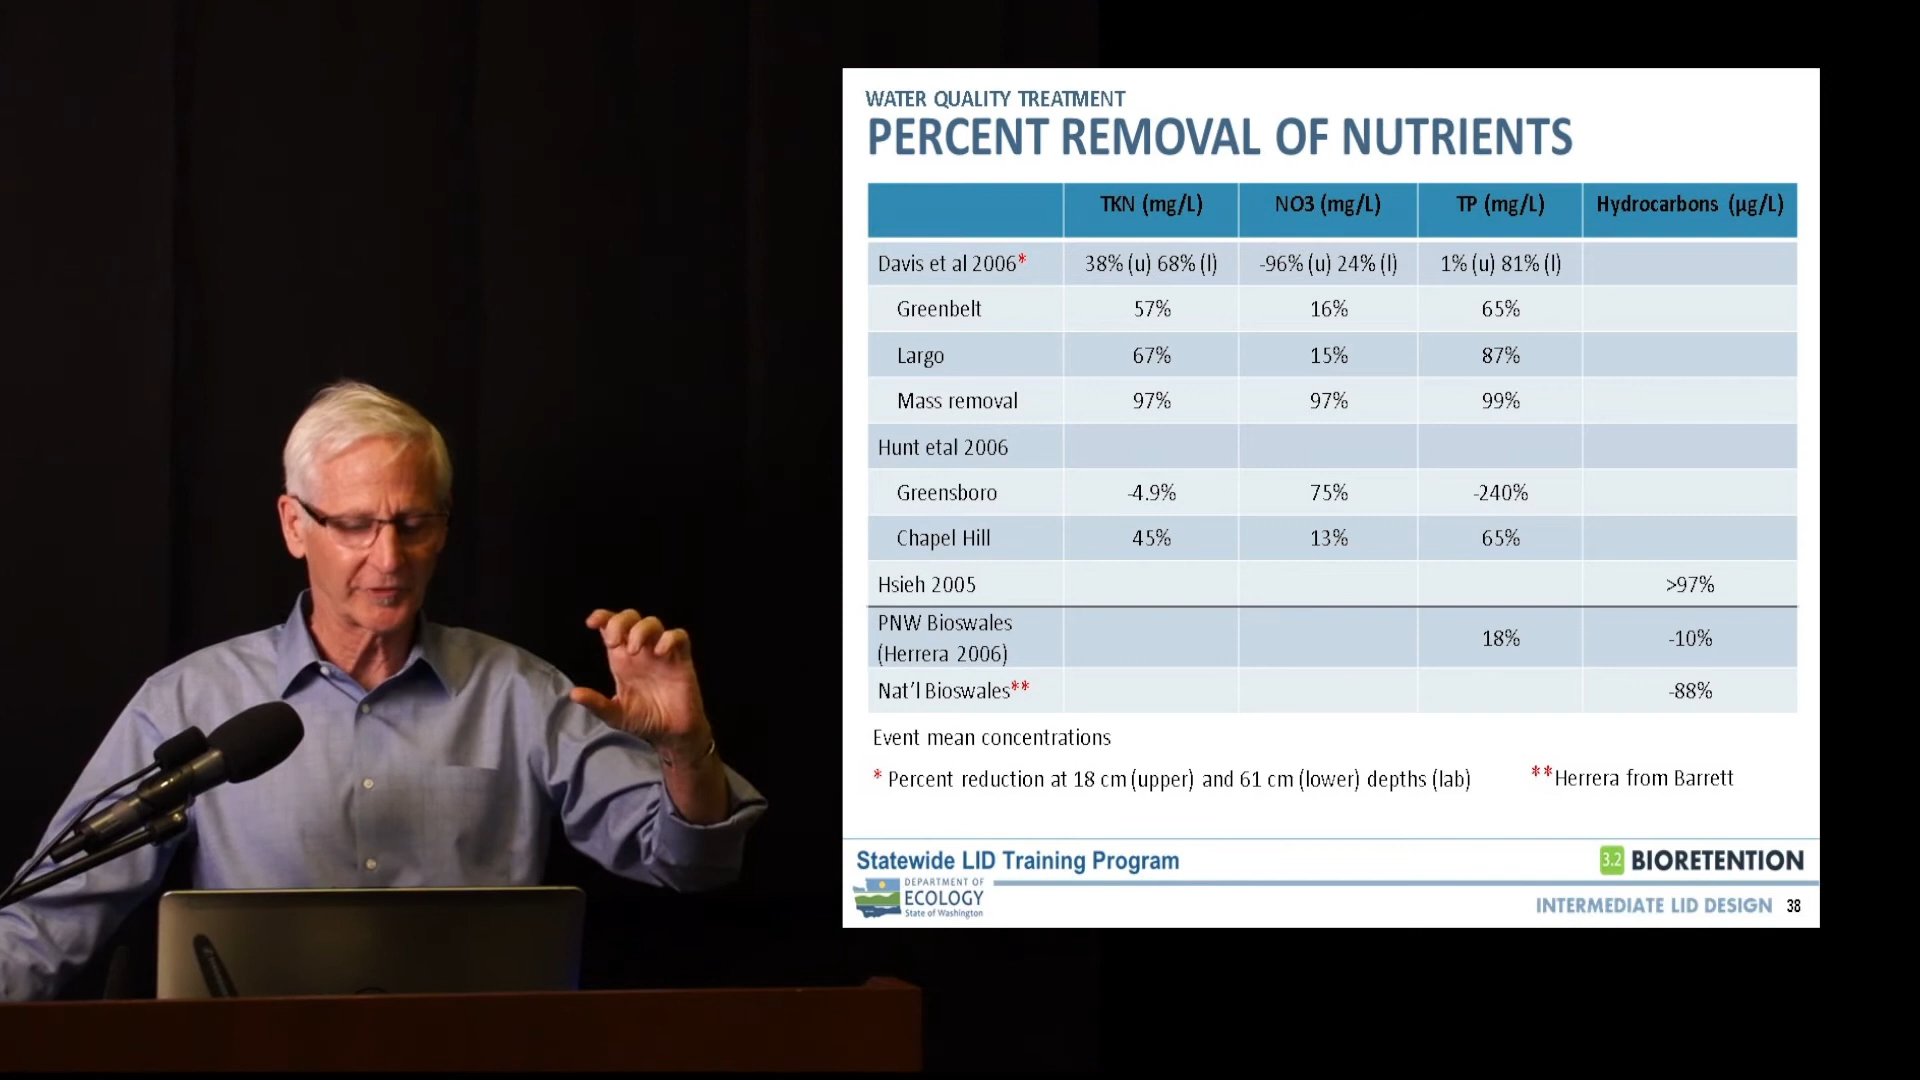 WATER QUALITY TREATMENT
PERCENT REMOVAL OF NUTRIENTS
TKN (mg/L) NO3 (mg/L) TP (mg/L) Hydrocarbons (µg/L)
Davis et al 2006* 38% (u) 68% (l) -96% (u) 24% (l) 1% (u) 81% (l)
Greenbelt 57% 16% 65%
Largo 67% 15% 87%
Mass removal 97% 97% 99%
Hunt etal 2006
Greensboro -4.9% 75% -240%
Chapel Hill 45% 13% 65%
Hsieh 2005 >97%
PNW Bioswales
(Herrera 2006) 18% -10%
Nat'l Bioswales** -88%
Event mean concentrations
* Percent reduction at 18 cm (upper) and 61 cm (lower) depths (lab) **Herrera from Barrett
Statewide LID Training Program 3.2 BIORETENTION
DEPARTMENT OF
ECOLOGY
State of Washington
INTERMEDIATE LID DESIGN 38